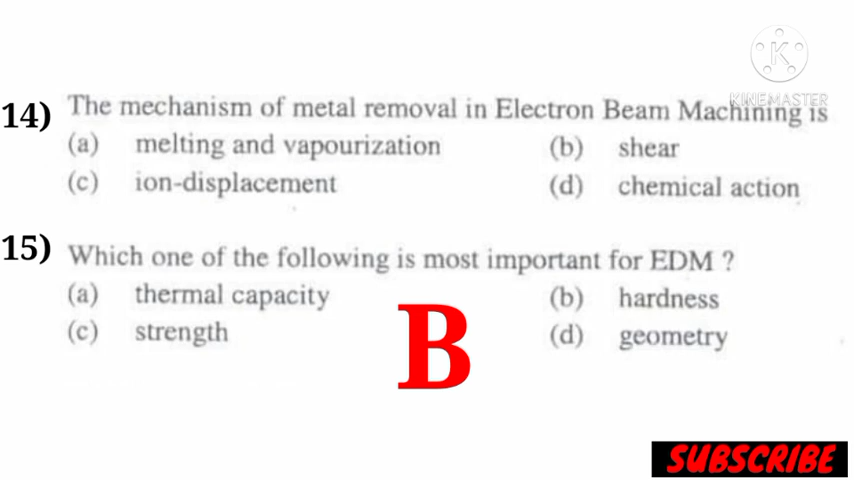 K
KINEMASTER
14) The mechanism of metal removal in Electron Beam Machining is
(a) melting and vapourization (b) shear
(c) ion-displacement (d) chemical action
15) Which one of the following is most important for EDM ?
(a) thermal capacity (b) hardness
(c) strength (d) geometry
B
SUBSCRIBE